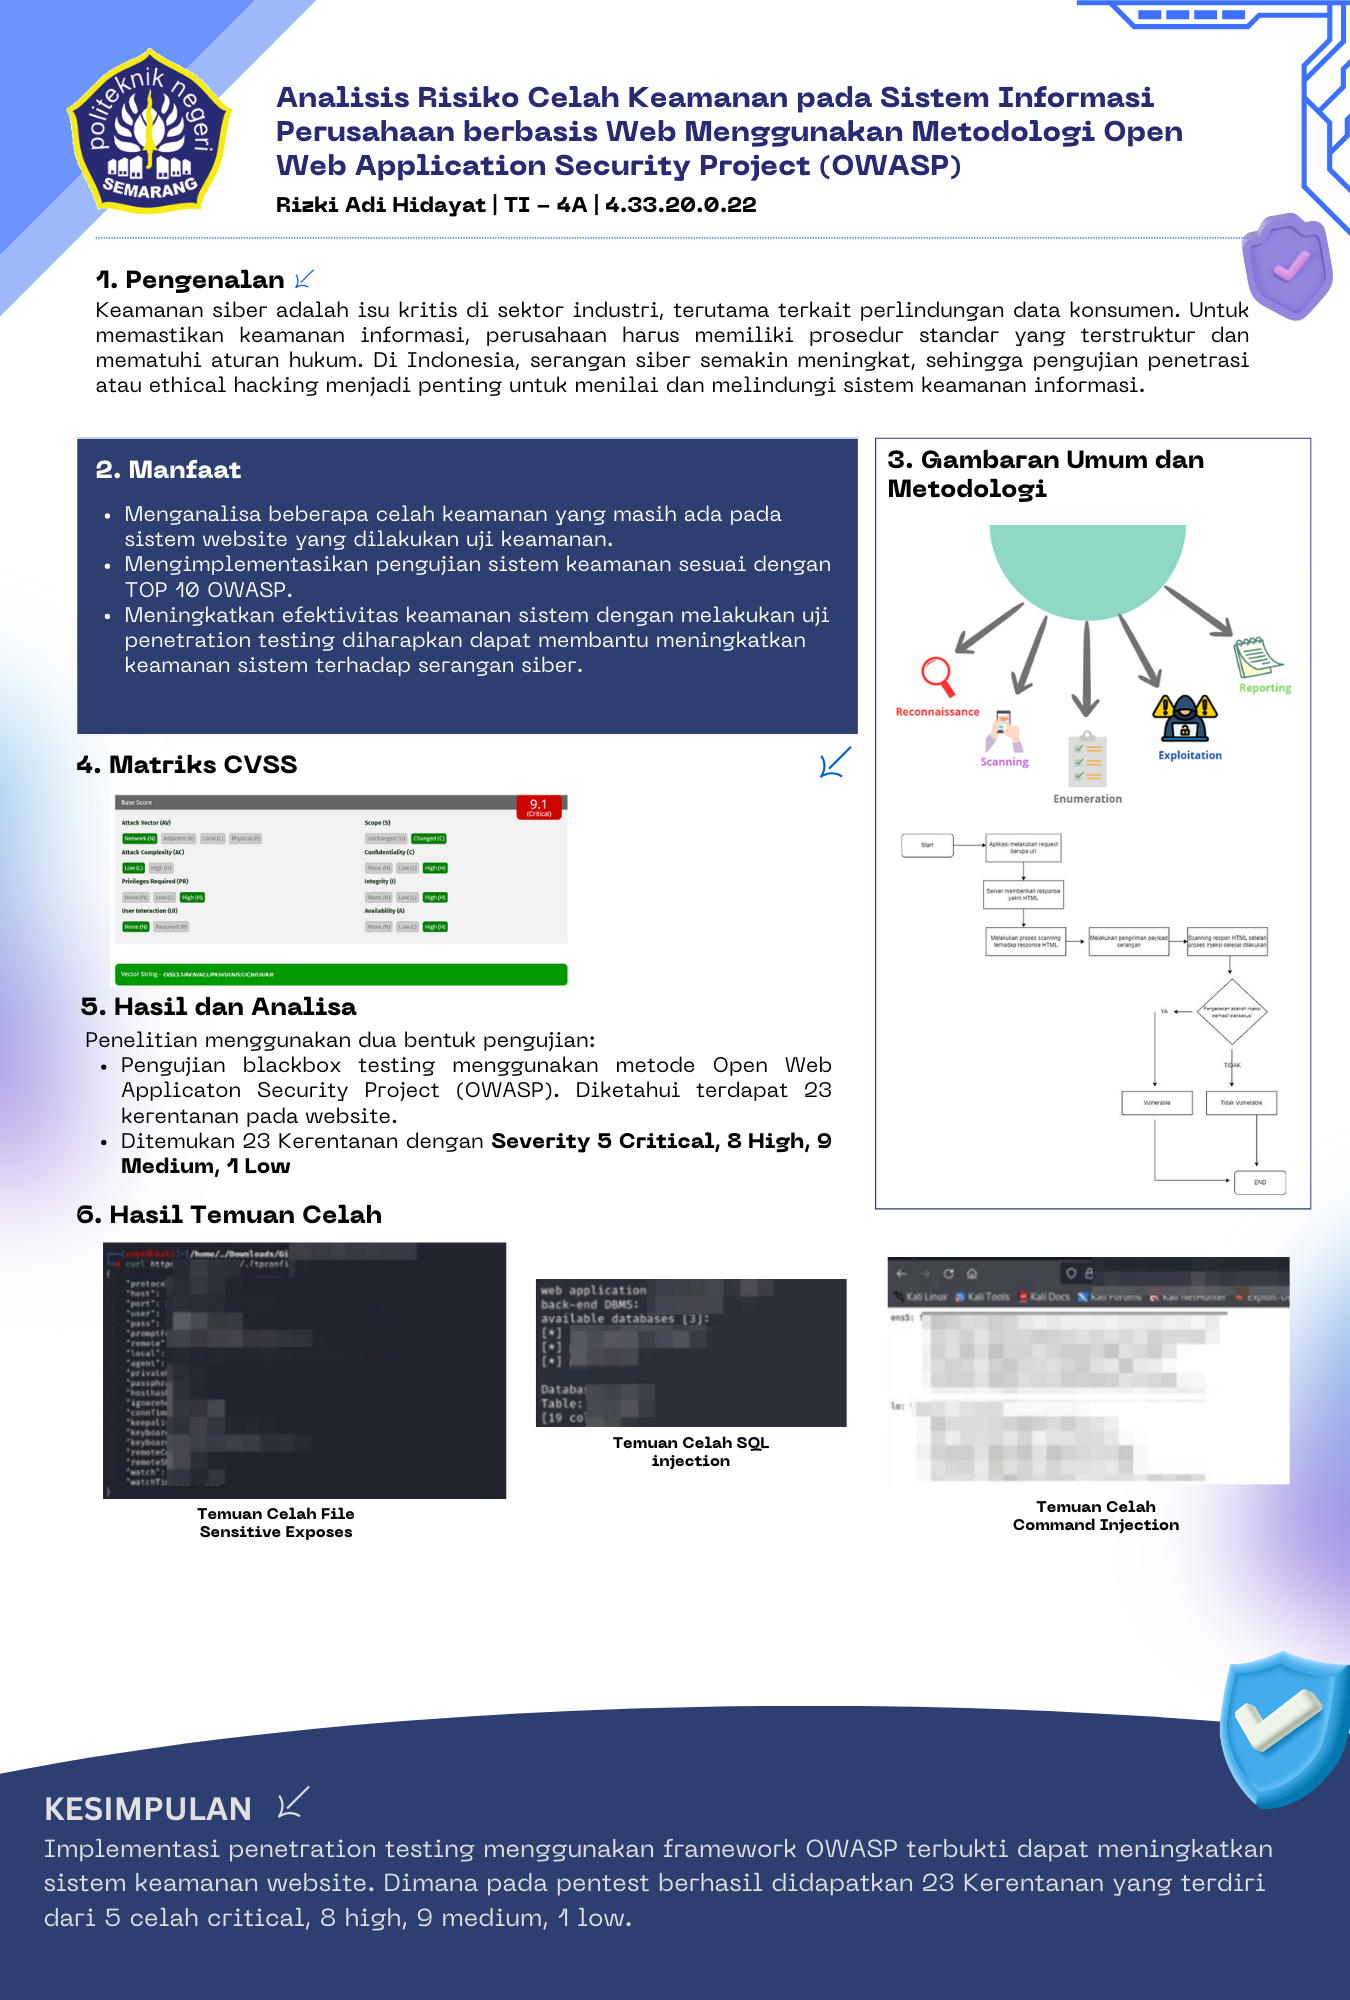 politeknik negeri
SEMARANG
Analisis Risiko Celah Keamanan pada Sistem Informasi
Perusahaan berbasis Web Menggunakan Metodologi Open
Web Application Security Project (OWASP)
Rizki Adi Hidayat | TI - 4A | 4.33.20.0.22
1. Pengenalan
Keamanan siber adalah isu kritis di sektor industri, terutama terkait perlindungan data konsumen. Untuk
memastikan keamanan informasi, perusahaan harus memiliki prosedur standar yang terstruktur dan
mematuhi aturan hukum. Di Indonesia, serangan siber semakin meningkat, sehingga pengujian penetrasi
atau ethical hacking menjadi penting untuk menilai dan melindungi sistem keamanan informasi.
2. Manfaat
• Menganalisa beberapa celah keamanan yang masih ada pada
sistem website yang dilakukan uji keamanan.
• Mengimplementasikan pengujian sistem keamanan sesuai dengan
TOP 10 OWASP.
• Meningkatkan efektivitas keamanan sistem dengan melakukan uji
penetration testing diharapkan dapat membantu meningkatkan
keamanan sistem terhadap serangan siber.
3. Gambaran Umum dan
Metodologi
Reconnaissance
Scanning
Enumeration
Exploitation
Reporting
Start
Aplikasi melakukan request
berupa url
Server memberikan response
yakni HTML
Melakukan proses scanning
terhadap response HTML
Melakukan pengiriman payload
serangan
Scanning respon HTML setelah
proses injeksi selesai dilakukan
Pengecekan apakah injeksi
berhasil dieksekusi
YA
TIDAK
Vulnerable
Tidak Vulnerable
END
4. Matriks CVSS
Base Score
9.1
(Critical)
Attack Vector (AV)
Network (N) Adjacent (A) Local (L) Physical (P)
Attack Complexity (AC)
Low (L) High (H)
Privileges Required (PR)
None (N) Low (L) High (H)
User Interaction (UI)
None (N) Required (R)
Scope (S)
Unchanged (U) Changed (C)
Confidentiality (C)
None (N) Low (L) High (H)
Integrity (I)
None (N) Low (L) High (H)
Availability (A)
None (N) Low (L) High (H)
Vector String - CVSS:3.1/AV:N/AC:L/PR:H/UI:N/S:C/C:H/I:H/A:H
5. Hasil dan Analisa
Penelitian menggunakan dua bentuk pengujian:
• Pengujian blackbox testing menggunakan metode Open Web
Applicaton Security Project (OWASP). Diketahui terdapat 23
kerentanan pada website.
• Ditemukan 23 Kerentanan dengan Severity 5 Critical, 8 High, 9
Medium, 1 Low
6. Hasil Temuan Celah
(root㉿kali)-[/home/../Downloads/Gi
# curl http: /.ftpconfi
{
"protoco
"host":
"port":
"user":
"pass":
"promptF
"remote"
"local":
"agent":
"private
"passphr
"hosthas
"ignoreh
"connTim
"keepali
"keyboar
"keyboar
"remoteC
"remoteS
"watch":
"watchTi
}
Temuan Celah File
Sensitive Exposes
web application
back-end DBMS:
available databases [3]:
[*]
[*]
[*]
Databa
Table:
[19 co
Temuan Celah SQL
injection
Kali Linux Kali Tools Kali Docs Kali Forums Kali NetHunter Exploit-D
ens5:
lo:
Temuan Celah
Command Injection
KESIMPULAN
Implementasi penetration testing menggunakan framework OWASP terbukti dapat meningkatkan
sistem keamanan website. Dimana pada pentest berhasil didapatkan 23 Kerentanan yang terdiri
dari 5 celah critical, 8 high, 9 medium, 1 low.